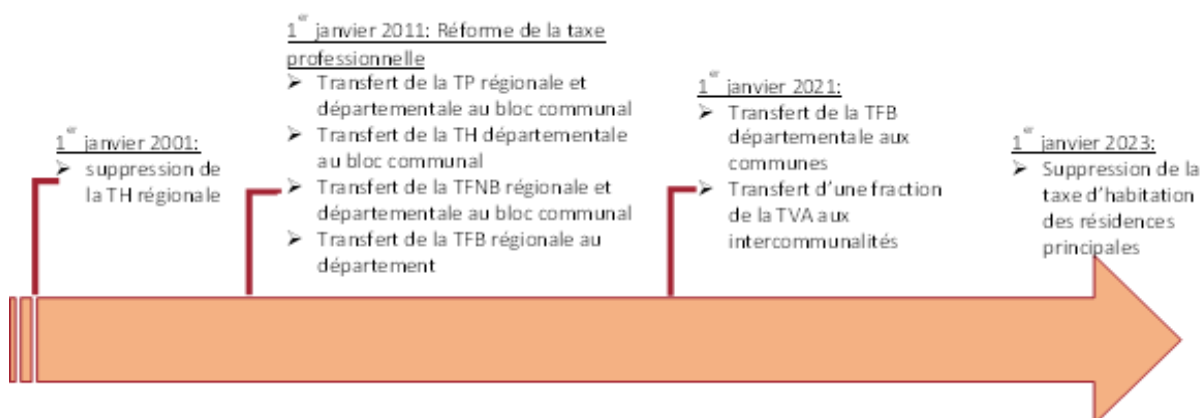 1er janvier 2001:
➢ suppression de
la TH régionale
1er janvier 2011: Réforme de la taxe
professionnelle
➢ Transfert de la TP régionale et
départementale au bloc communal
➢ Transfert de la TH départementale
au bloc communal
➢ Transfert de la TFNB régionale et
départementale au bloc communal
➢ Transfert de la TFB régionale au
département
1er janvier 2021:
➢ Transfert de la TFB
départementale aux
communes
➢ Transfert d'une fraction
de la TVA aux
intercommunalités
1er janvier 2023:
➢ Suppression de la
taxe d'habitation
des résidences
principales